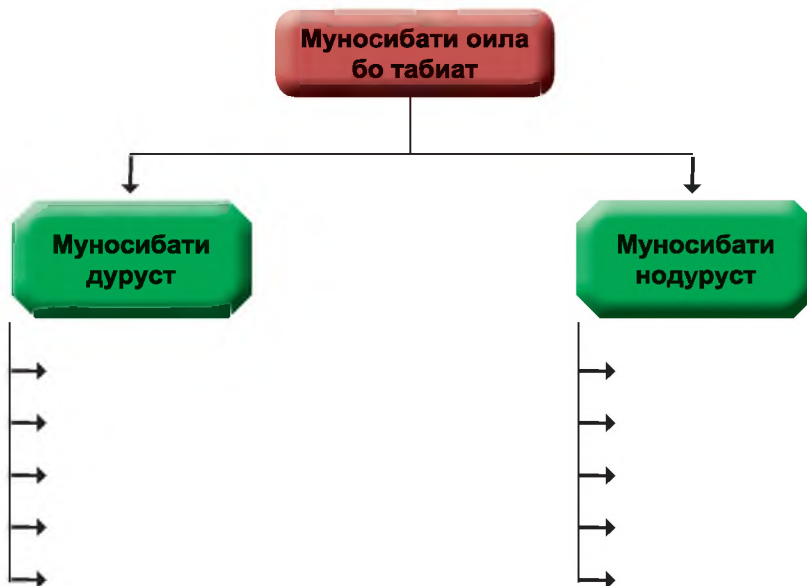 Муносибати оила
бо табиат
Муносибати
дуруст
Муносибати
нодуруст